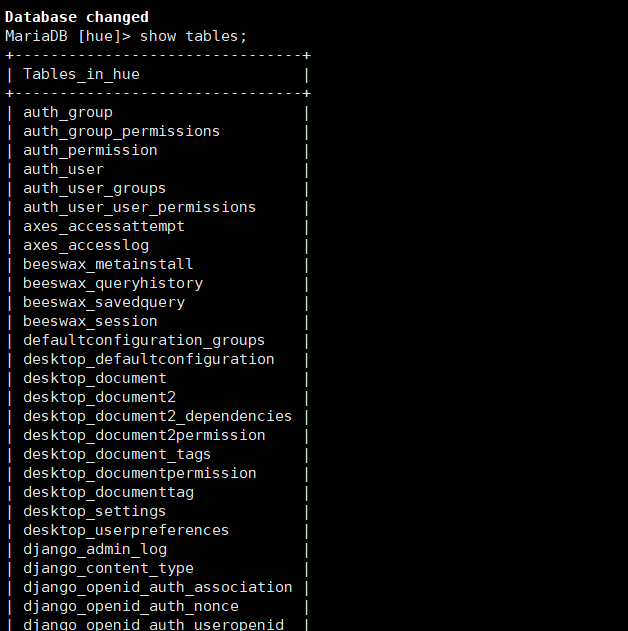 Database changed
MariaDB [hue]> show tables;
+--------------------------------+
| Tables_in_hue                  |
+--------------------------------+
| auth_group                     |
| auth_group_permissions         |
| auth_permission                |
| auth_user                      |
| auth_user_groups               |
| auth_user_user_permissions     |
| axes_accessattempt             |
| axes_accesslog                 |
| beeswax_metainstall            |
| beeswax_queryhistory           |
| beeswax_savedquery             |
| beeswax_session                |
| defaultconfiguration_groups    |
| desktop_defaultconfiguration   |
| desktop_document               |
| desktop_document2              |
| desktop_document2_dependencies |
| desktop_document2permission    |
| desktop_document_tags          |
| desktop_documentpermission     |
| desktop_documenttag            |
| desktop_settings               |
| desktop_userpreferences        |
| django_admin_log               |
| django_content_type            |
| django_openid_auth_association |
| django_openid_auth_nonce       |
| django_openid_auth_useropenid  |